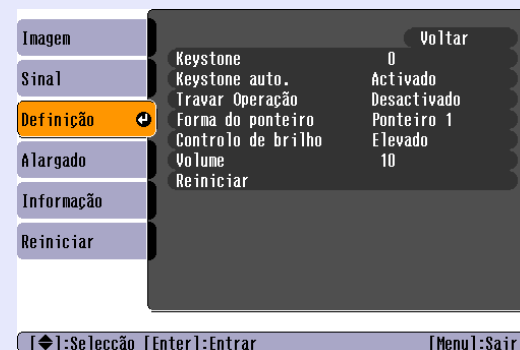 Imagem
Sinal
Definição
Alargado
Informação
Reiniciar
Voltar
Keystone 0
Keystone auto. Activado
Travar Operação Desactivado
Forma do ponteiro Ponteiro 1
Controlo de brilho Elevado
Volume 10
Reiniciar
[◆]:Selecção [Enter]:Entrar [Menu]:Sair